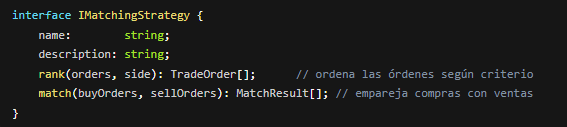 interface IMatchingStrategy {
name: string;
description: string;
rank(orders, side): TradeOrder[]; // ordena las órdenes según criterio
match(buyOrders, sellOrders): MatchResult[]; // empareja compras con ventas
}